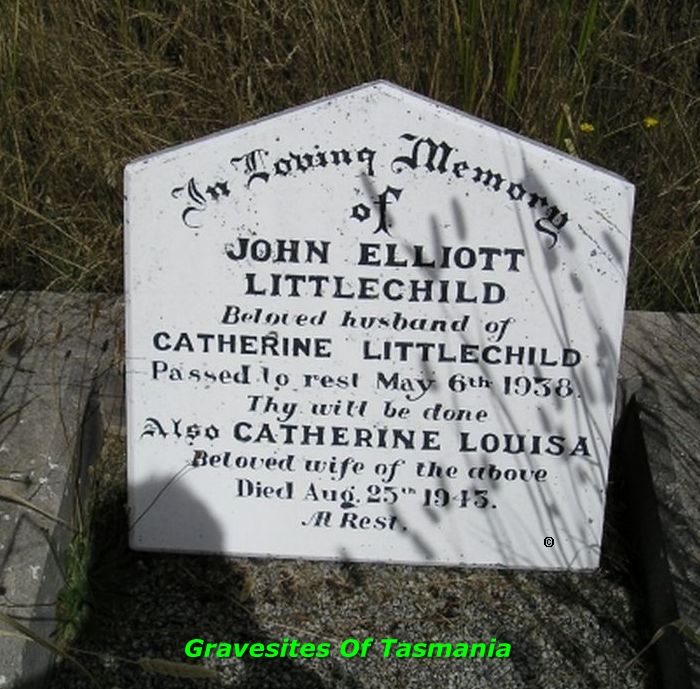 In Loving Memory
of
JOHN ELLIOTT
LITTLECHILD
Beloved husband of
CATHERINE LITTLECHILD
Passed to rest May 6th 1938.
Thy will be done
Also CATHERINE LOUISA
Beloved wife of the above
Died Aug. 25th 1943.
At Rest.
©
Gravesites Of Tasmania